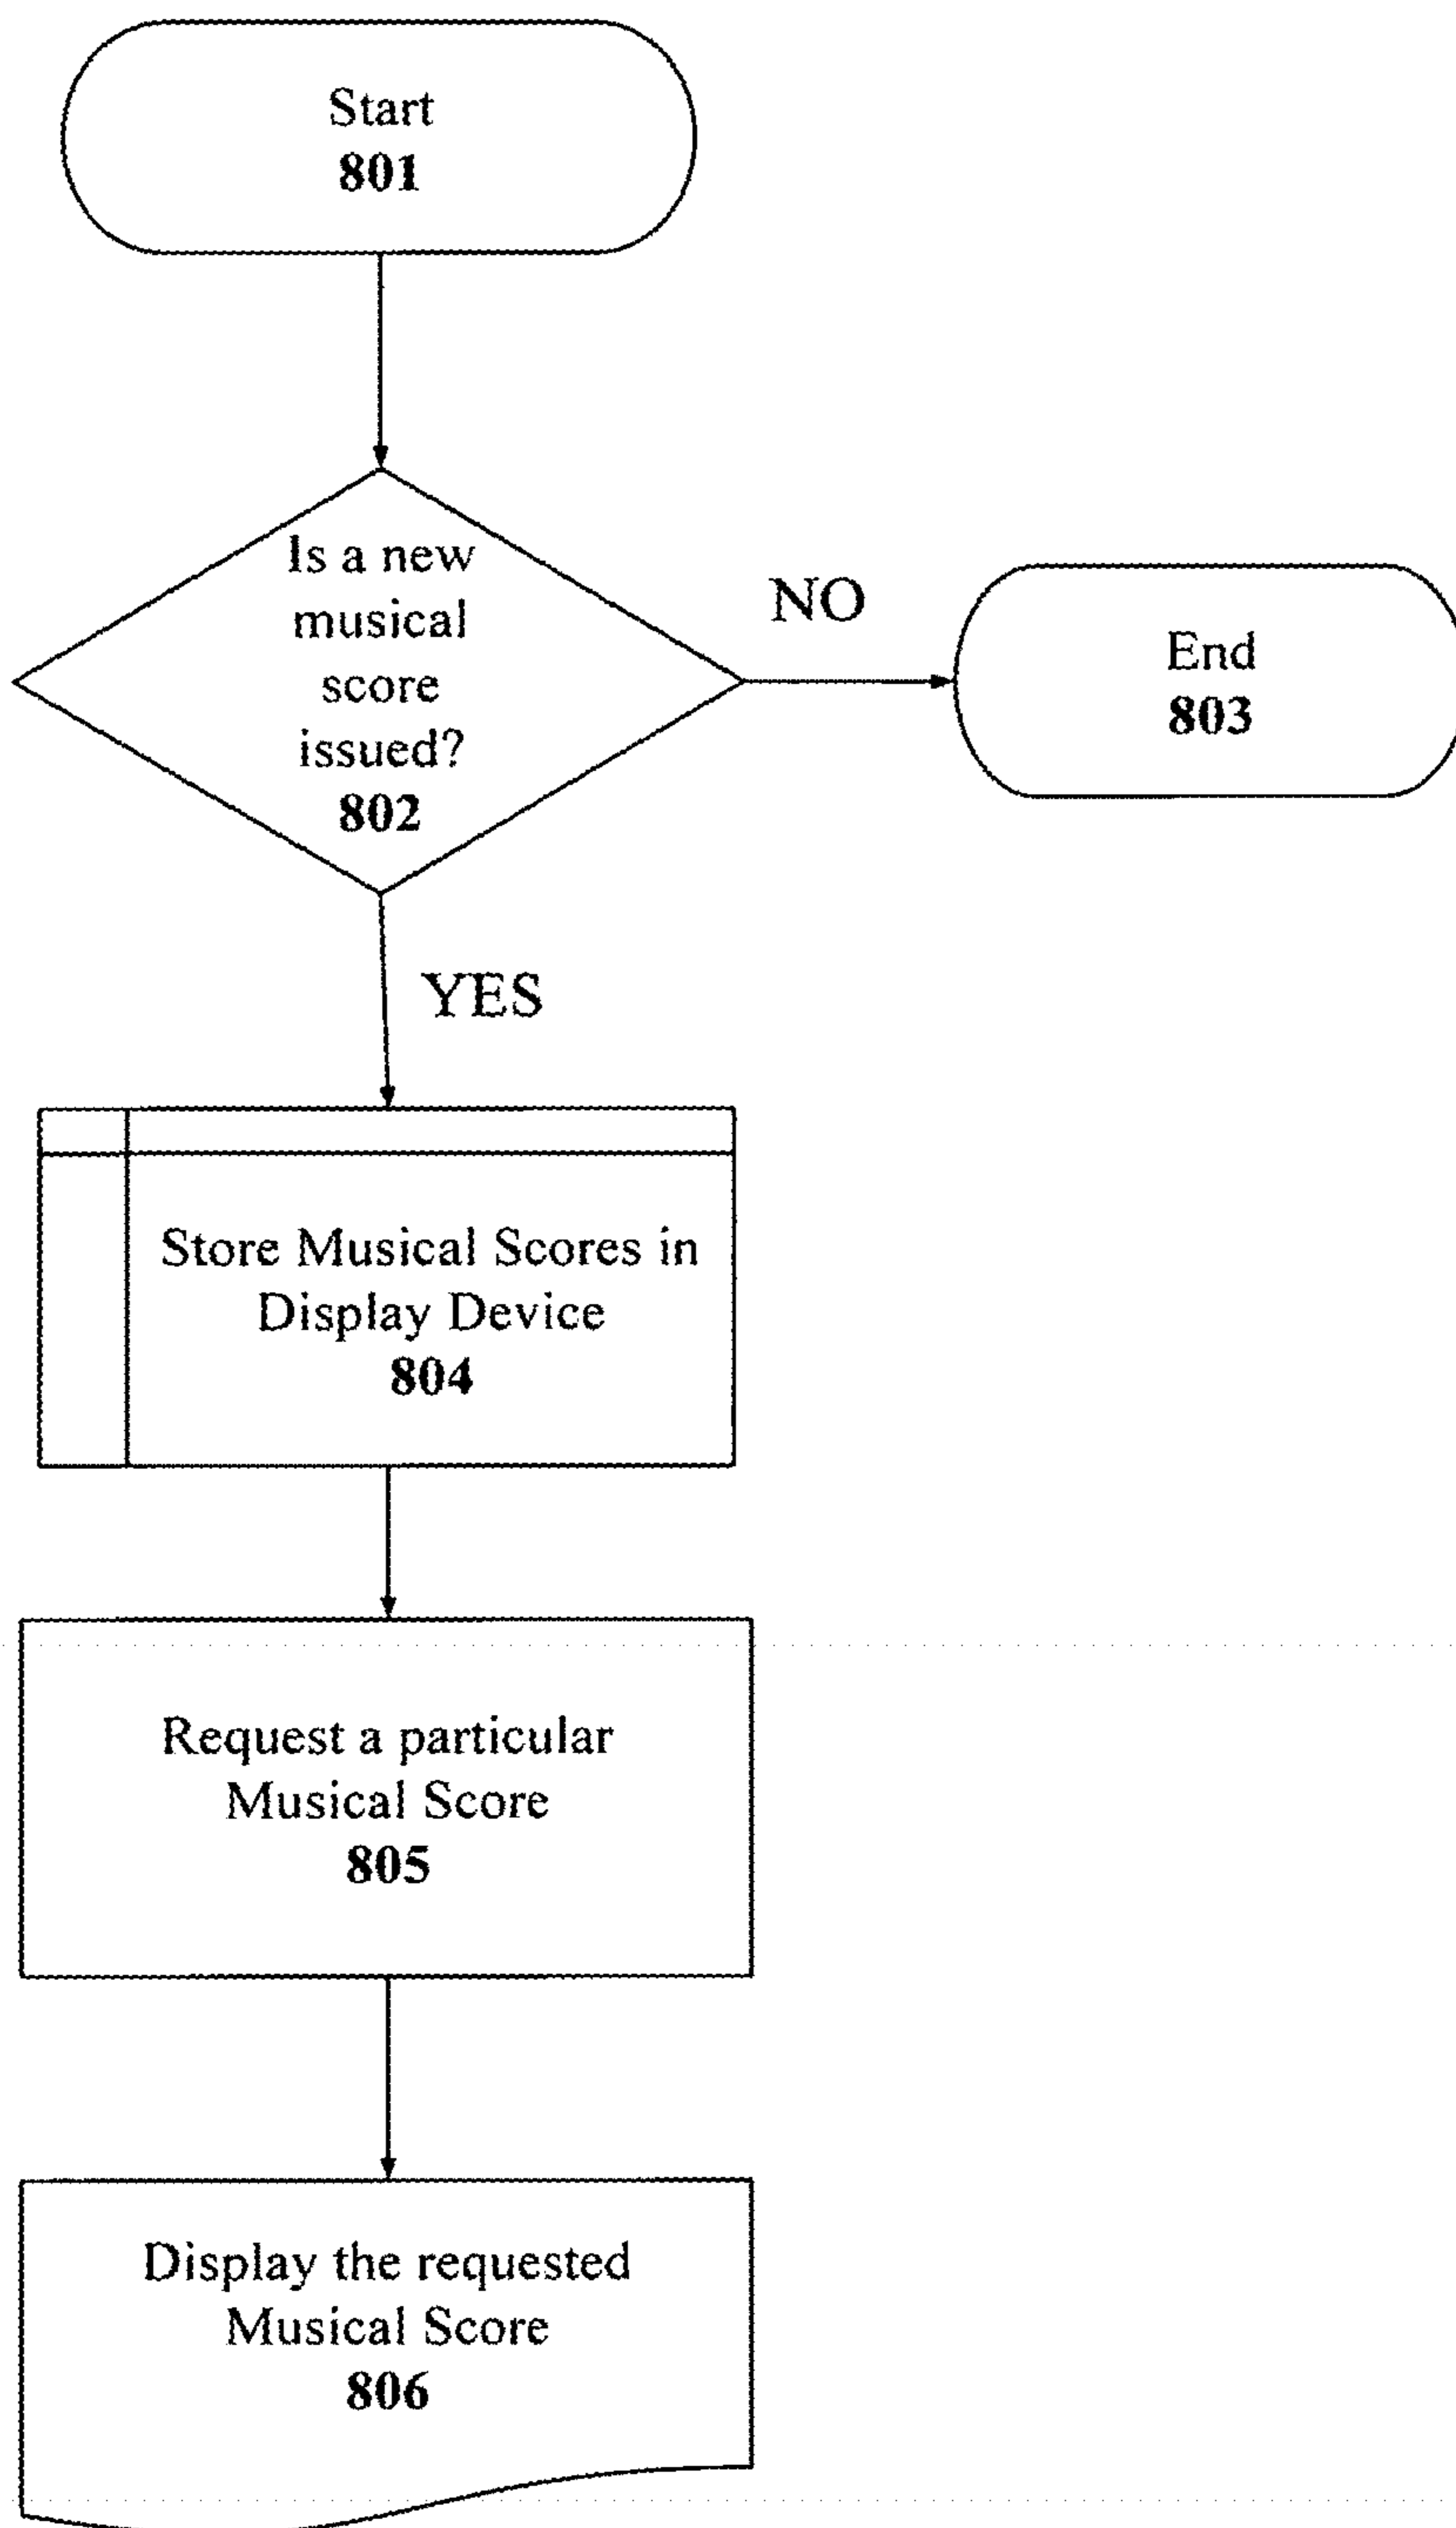 Start
801
Is a new
musical
score
issued?
802
NO
End
803
YES
Store Musical Scores in
Display Device
804
Request a particular
Musical Score
805
Display the requested
Musical Score
806